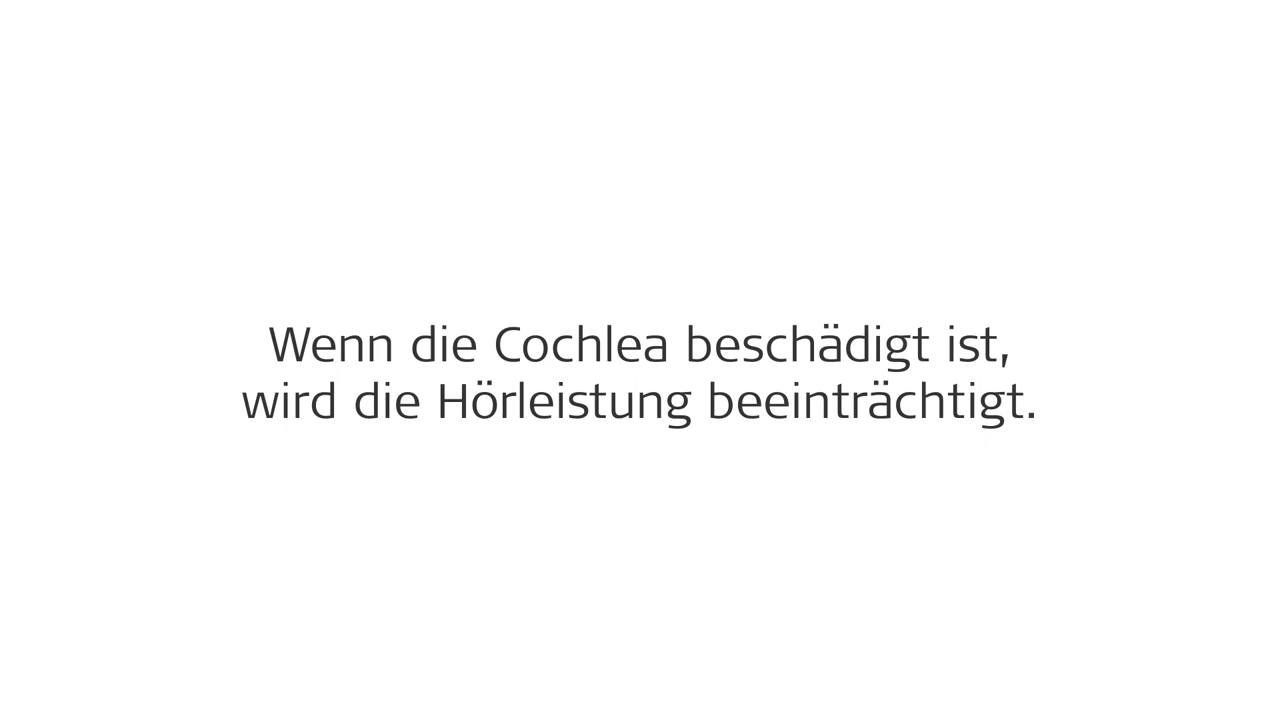 Wenn die Cochlea beschädigt ist,
wird die Hörleistung beeinträchtigt.